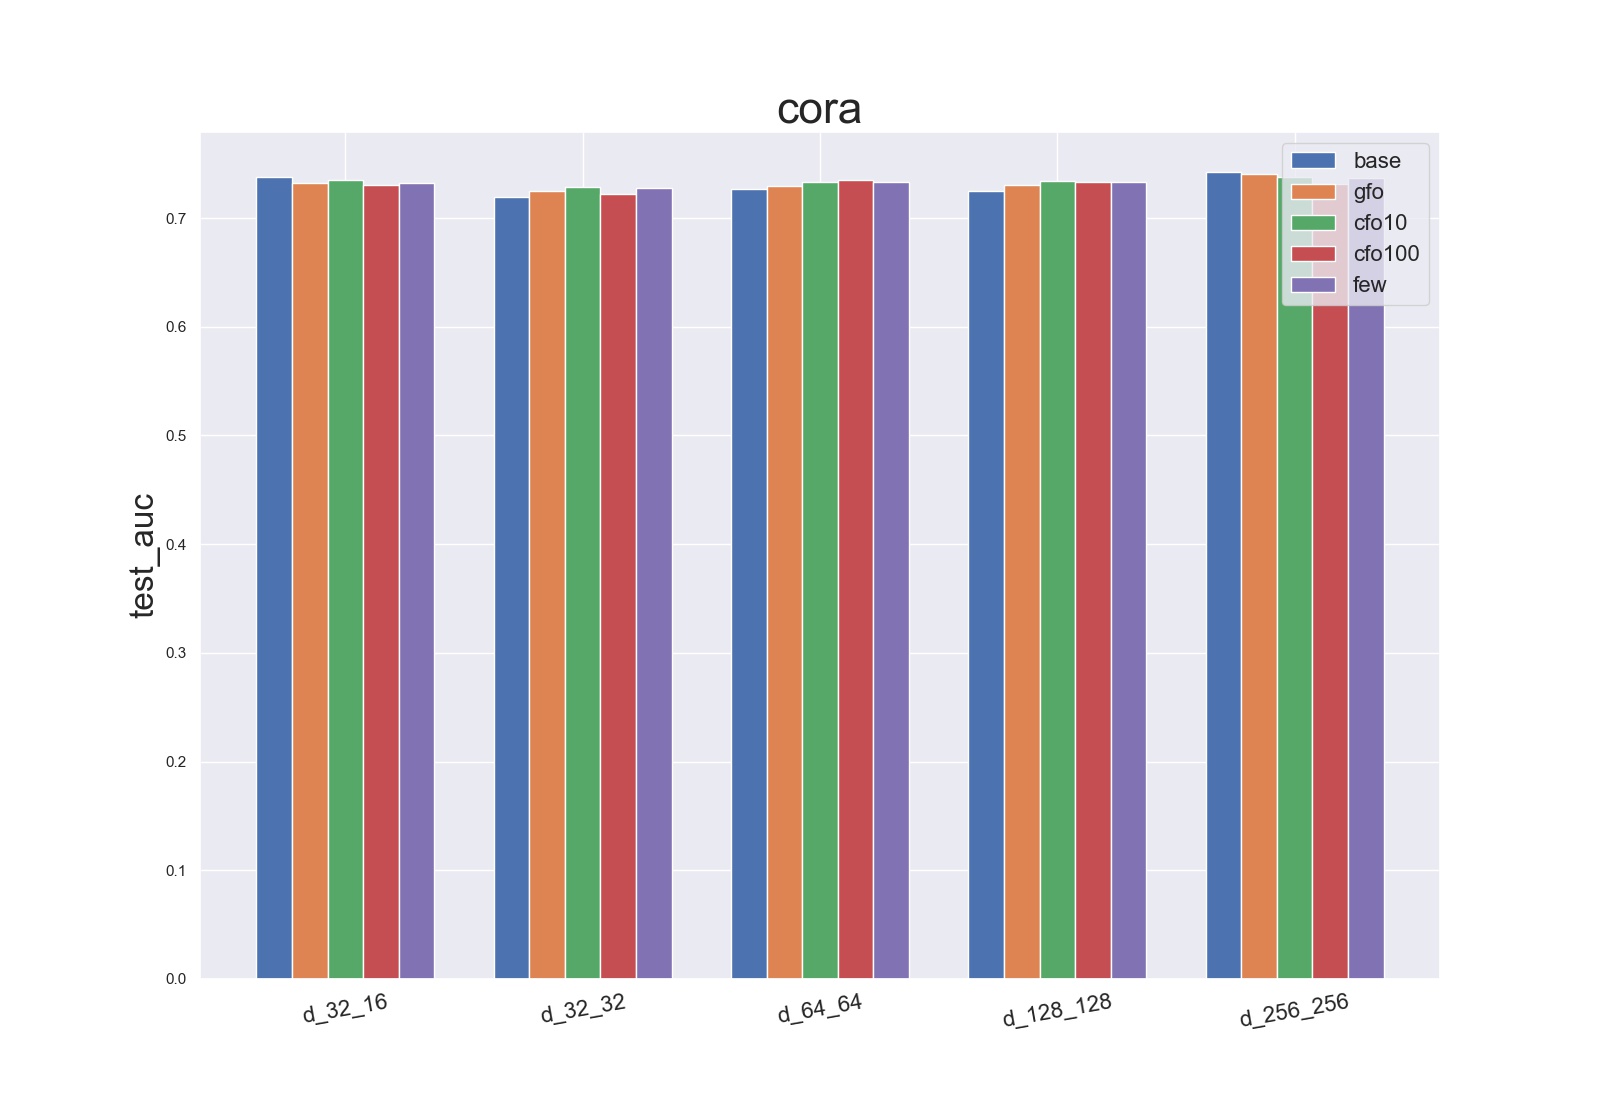 cora
base
gfo
cfo10
cfo100
few
test_auc
0.7
0.6
0.5
0.4
0.3
0.2
0.1
0.0
d_32_16
d_32_32
d_64_64
d_128_128
d_256_256